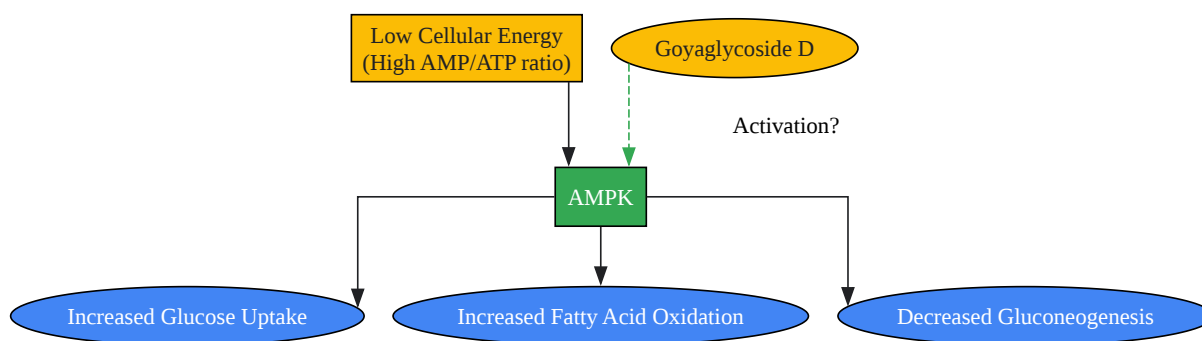 Low Cellular Energy
(High AMP/ATP ratio)
Goyaglycoside D
Activation?
AMPK
Increased Glucose Uptake
Increased Fatty Acid Oxidation
Decreased Gluconeogenesis